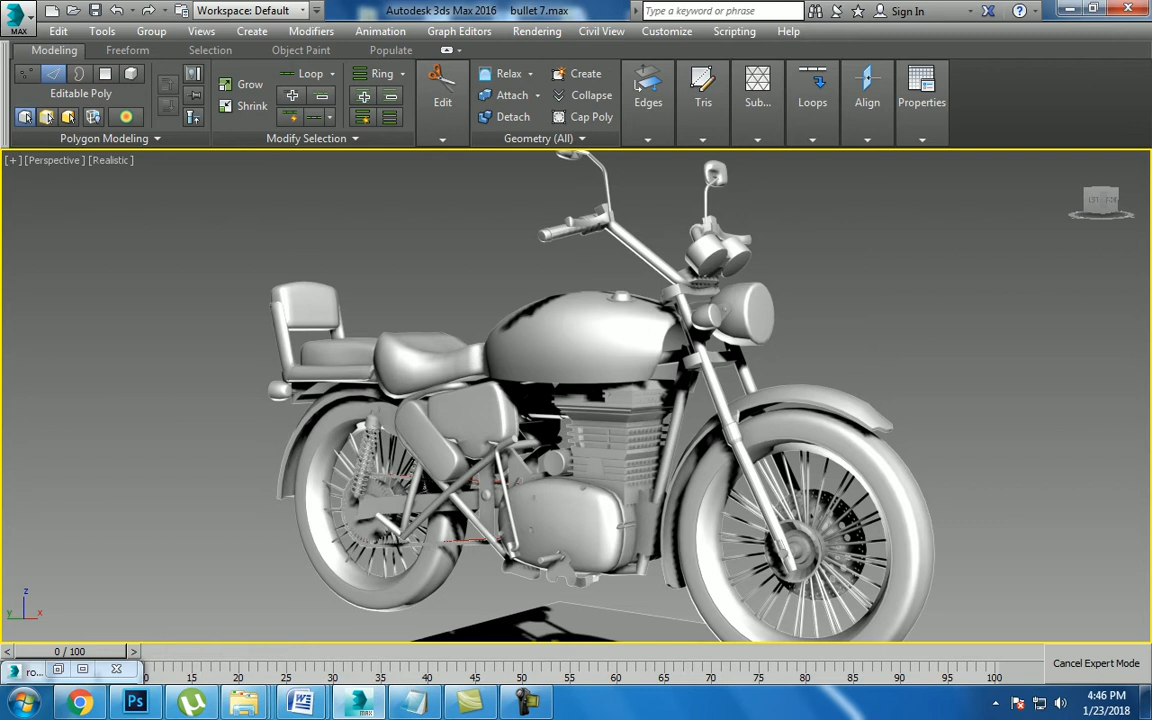 MAX
Workspace: Default
Autodesk 3ds Max 2016 bullet 7.max
Type a keyword or phrase
Sign In
Edit Tools Group Views Create Modifiers Animation Graph Editors Rendering Civil View Customize Scripting Help
Modeling Freeform Selection Object Paint Populate
Editable Poly
Polygon Modeling
Grow
Shrink
Loop
Ring
Modify Selection
Edit
Relax
Create
Attach
Collapse
Detach
Cap Poly
Geometry (All)
Edges
Tris
Sub...
Loops
Align
Properties
[+] [Perspective ] [Realistic ]
z
y
x
< 0 / 100 >
ro...
0 15 20 25 30 35 40 45 50 55 60 65 70 75 80 85 90 95 100
Cancel Expert Mode
Ps
W
MAX
4:46 PM
1/23/2018